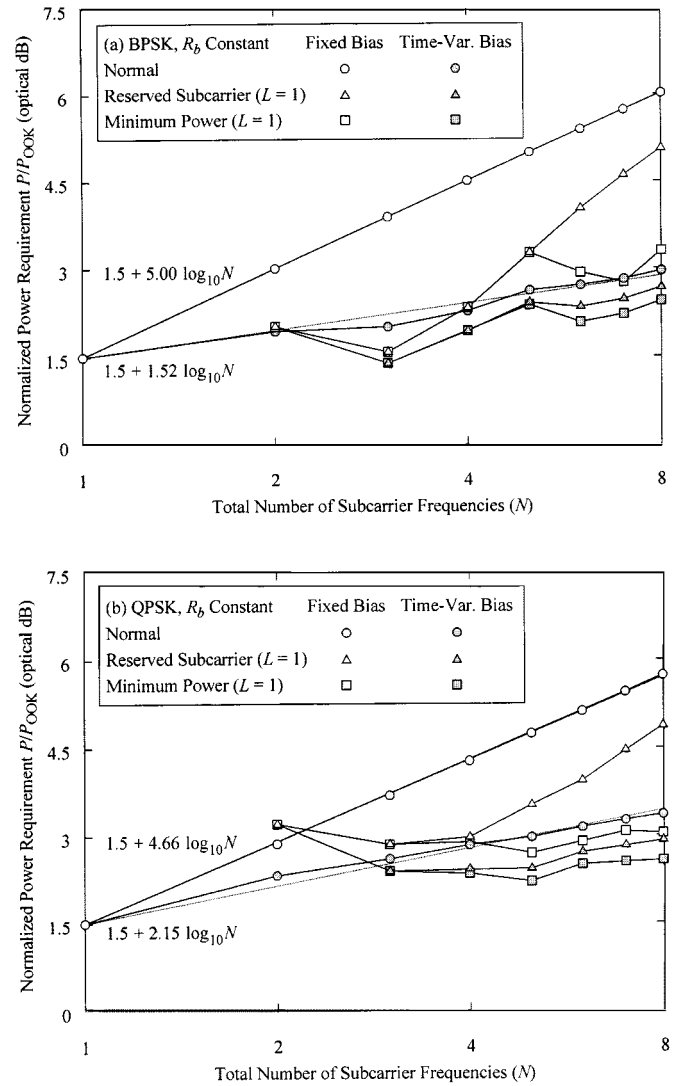 7.5
(a) BPSK, Rb Constant Fixed Bias Time-Var. Bias
Normal
Reserved Subcarrier (L = 1)
Minimum Power (L = 1)
6
4.5
3
1.5
0
Normalized Power Requirement P/POOK (optical dB)
1.5 + 5.00 log10N
1.5 + 1.52 log10N
1 2 4 8
Total Number of Subcarrier Frequencies (N)
7.5
(b) QPSK, Rb Constant Fixed Bias Time-Var. Bias
Normal
Reserved Subcarrier (L = 1)
Minimum Power (L = 1)
6
4.5
3
1.5
0
Normalized Power Requirement P/POOK (optical dB)
1.5 + 4.66 log10N
1.5 + 2.15 log10N
1 2 4 8
Total Number of Subcarrier Frequencies (N)